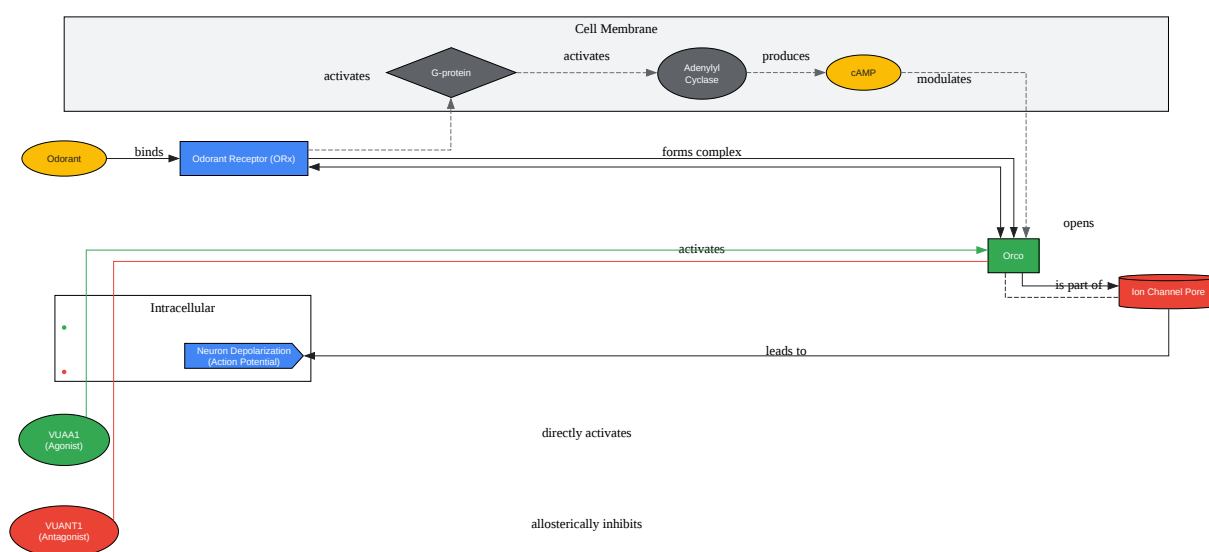 Cell Membrane
activates
G-protein
activates
Adenylyl
Cyclase
produces
cAMP
modulates
Odorant
binds
Odorant Receptor (ORx)
forms complex
opens
activates
Orco
is part of
Ion Channel Pore
Intracellular
Neuron Depolarization
(Action Potential)
leads to
VUAA1
(Agonist)
directly activates
VUANT1
(Antagonist)
allosterically inhibits